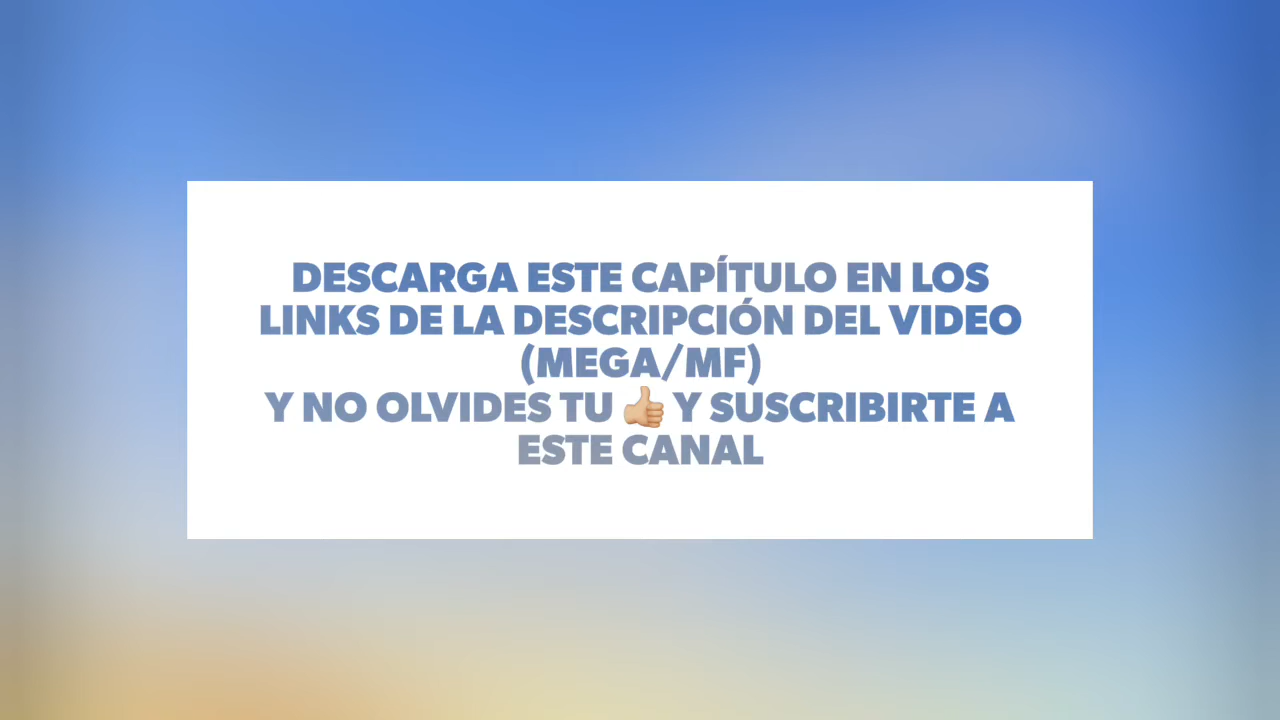 DESCARGA ESTE CAPÍTULO EN LOS
LINKS DE LA DESCRIPCIÓN DEL VIDEO
(MEGA/MF)
Y NO OLVIDES TU 👍🏼 Y SUSCRIBIRTE A
ESTE CANAL